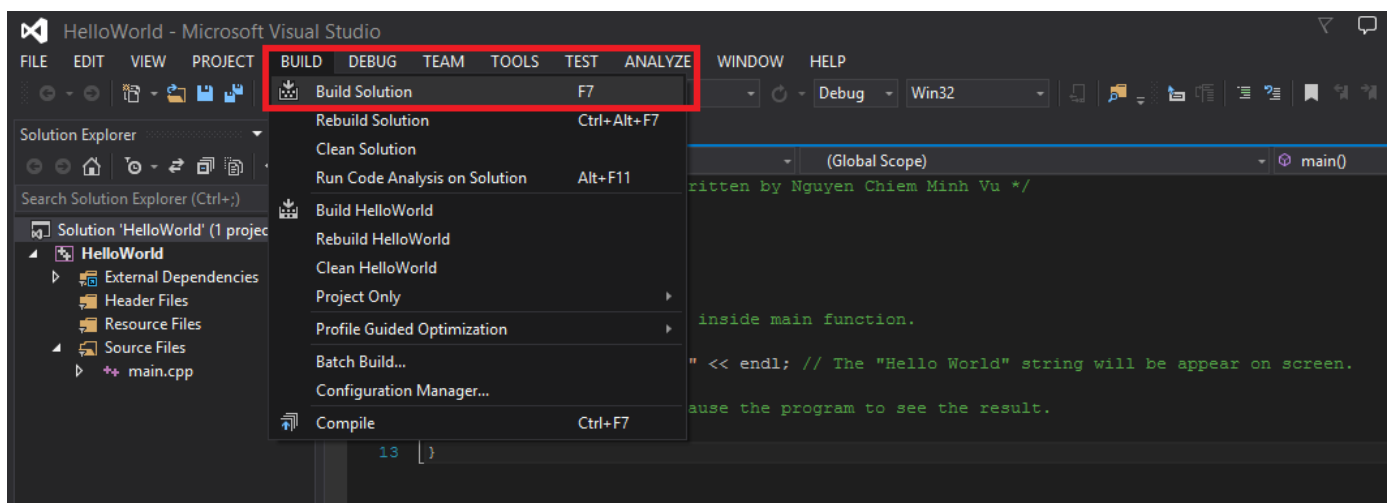 HelloWorld - Microsoft Visual Studio
FILE EDIT VIEW PROJECT BUILD DEBUG TEAM TOOLS TEST ANALYZE WINDOW HELP
Build Solution F7
Debug Win32
Rebuild Solution Ctrl+Alt+F7
Solution Explorer
Clean Solution
(Global Scope) main()
Run Code Analysis on Solution Alt+F11
ritten by Nguyen Chiem Minh Vu */
Search Solution Explorer (Ctrl+;)
Build HelloWorld
Solution 'HelloWorld' (1 projec
Rebuild HelloWorld
HelloWorld
Clean HelloWorld
External Dependencies
Project Only
Header Files
inside main function.
Resource Files
Profile Guided Optimization
Source Files
Batch Build...
" << endl; // The "Hello World" string will be appear on screen.
main.cpp
Configuration Manager...
ause the program to see the result.
Compile Ctrl+F7
13 }